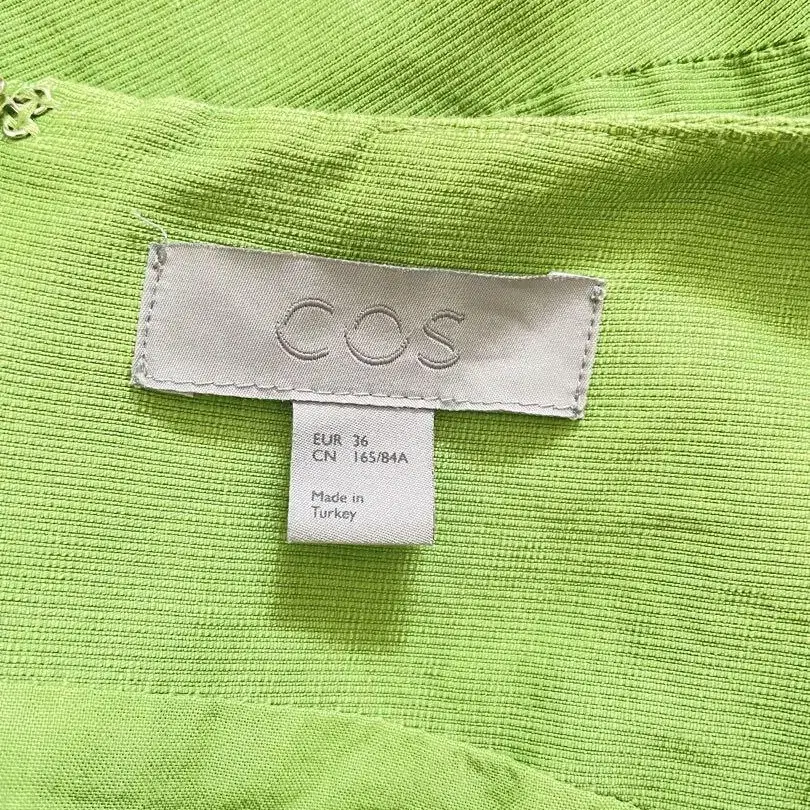 COS
EUR 36
CN 165/84A
Made in
Turkey